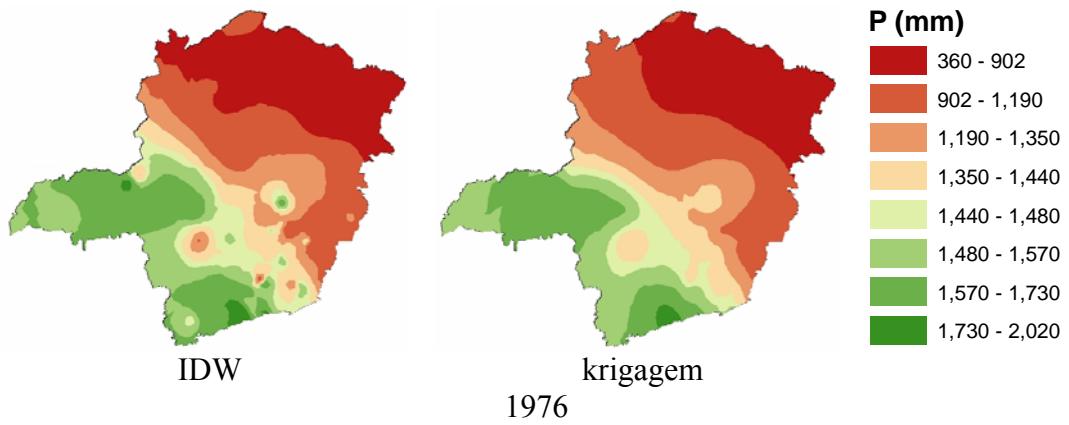 P (mm)
360 - 902
902 - 1,190
1,190 - 1,350
1,350 - 1,440
1,440 - 1,480
1,480 - 1,570
1,570 - 1,730
1,730 - 2,020
IDW
krigagem
1976